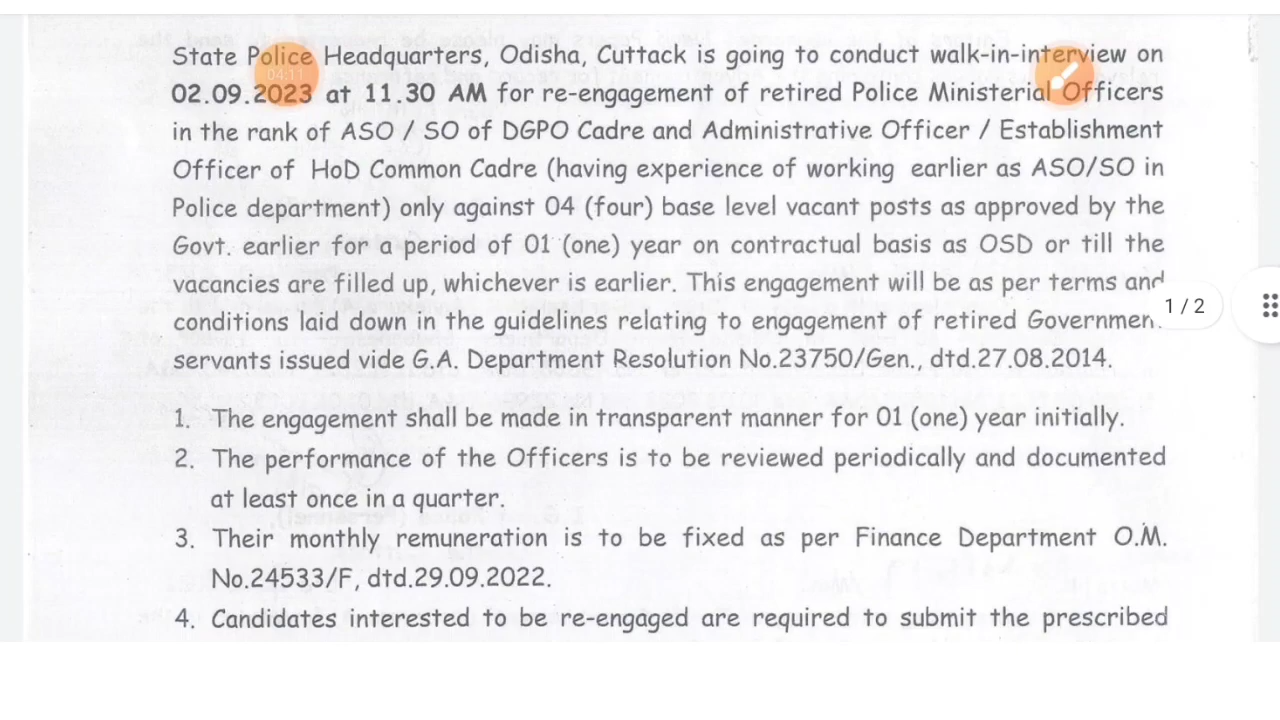 State Police Headquarters, Odisha, Cuttack is going to conduct walk-in-interview on
04:11
02.09.2023 at 11.30 AM for re-engagement of retired Police Ministerial Officers
in the rank of ASO / SO of DGPO Cadre and Administrative Officer / Establishment
Officer of HoD Common Cadre (having experience of working earlier as ASO/SO in
Police department) only against 04 (four) base level vacant posts as approved by the
Govt. earlier for a period of 01 (one) year on contractual basis as OSD or till the
vacancies are filled up, whichever is earlier. This engagement will be as per terms and
1 / 2
conditions laid down in the guidelines relating to engagement of retired Governmen
servants issued vide G.A. Department Resolution No.23750/Gen., dtd.27.08.2014.
1. The engagement shall be made in transparent manner for 01 (one) year initially.
2. The performance of the Officers is to be reviewed periodically and documented
at least once in a quarter.
3. Their monthly remuneration is to be fixed as per Finance Department O.M.
No.24533/F, dtd.29.09.2022.
4. Candidates interested to be re-engaged are required to submit the prescribed